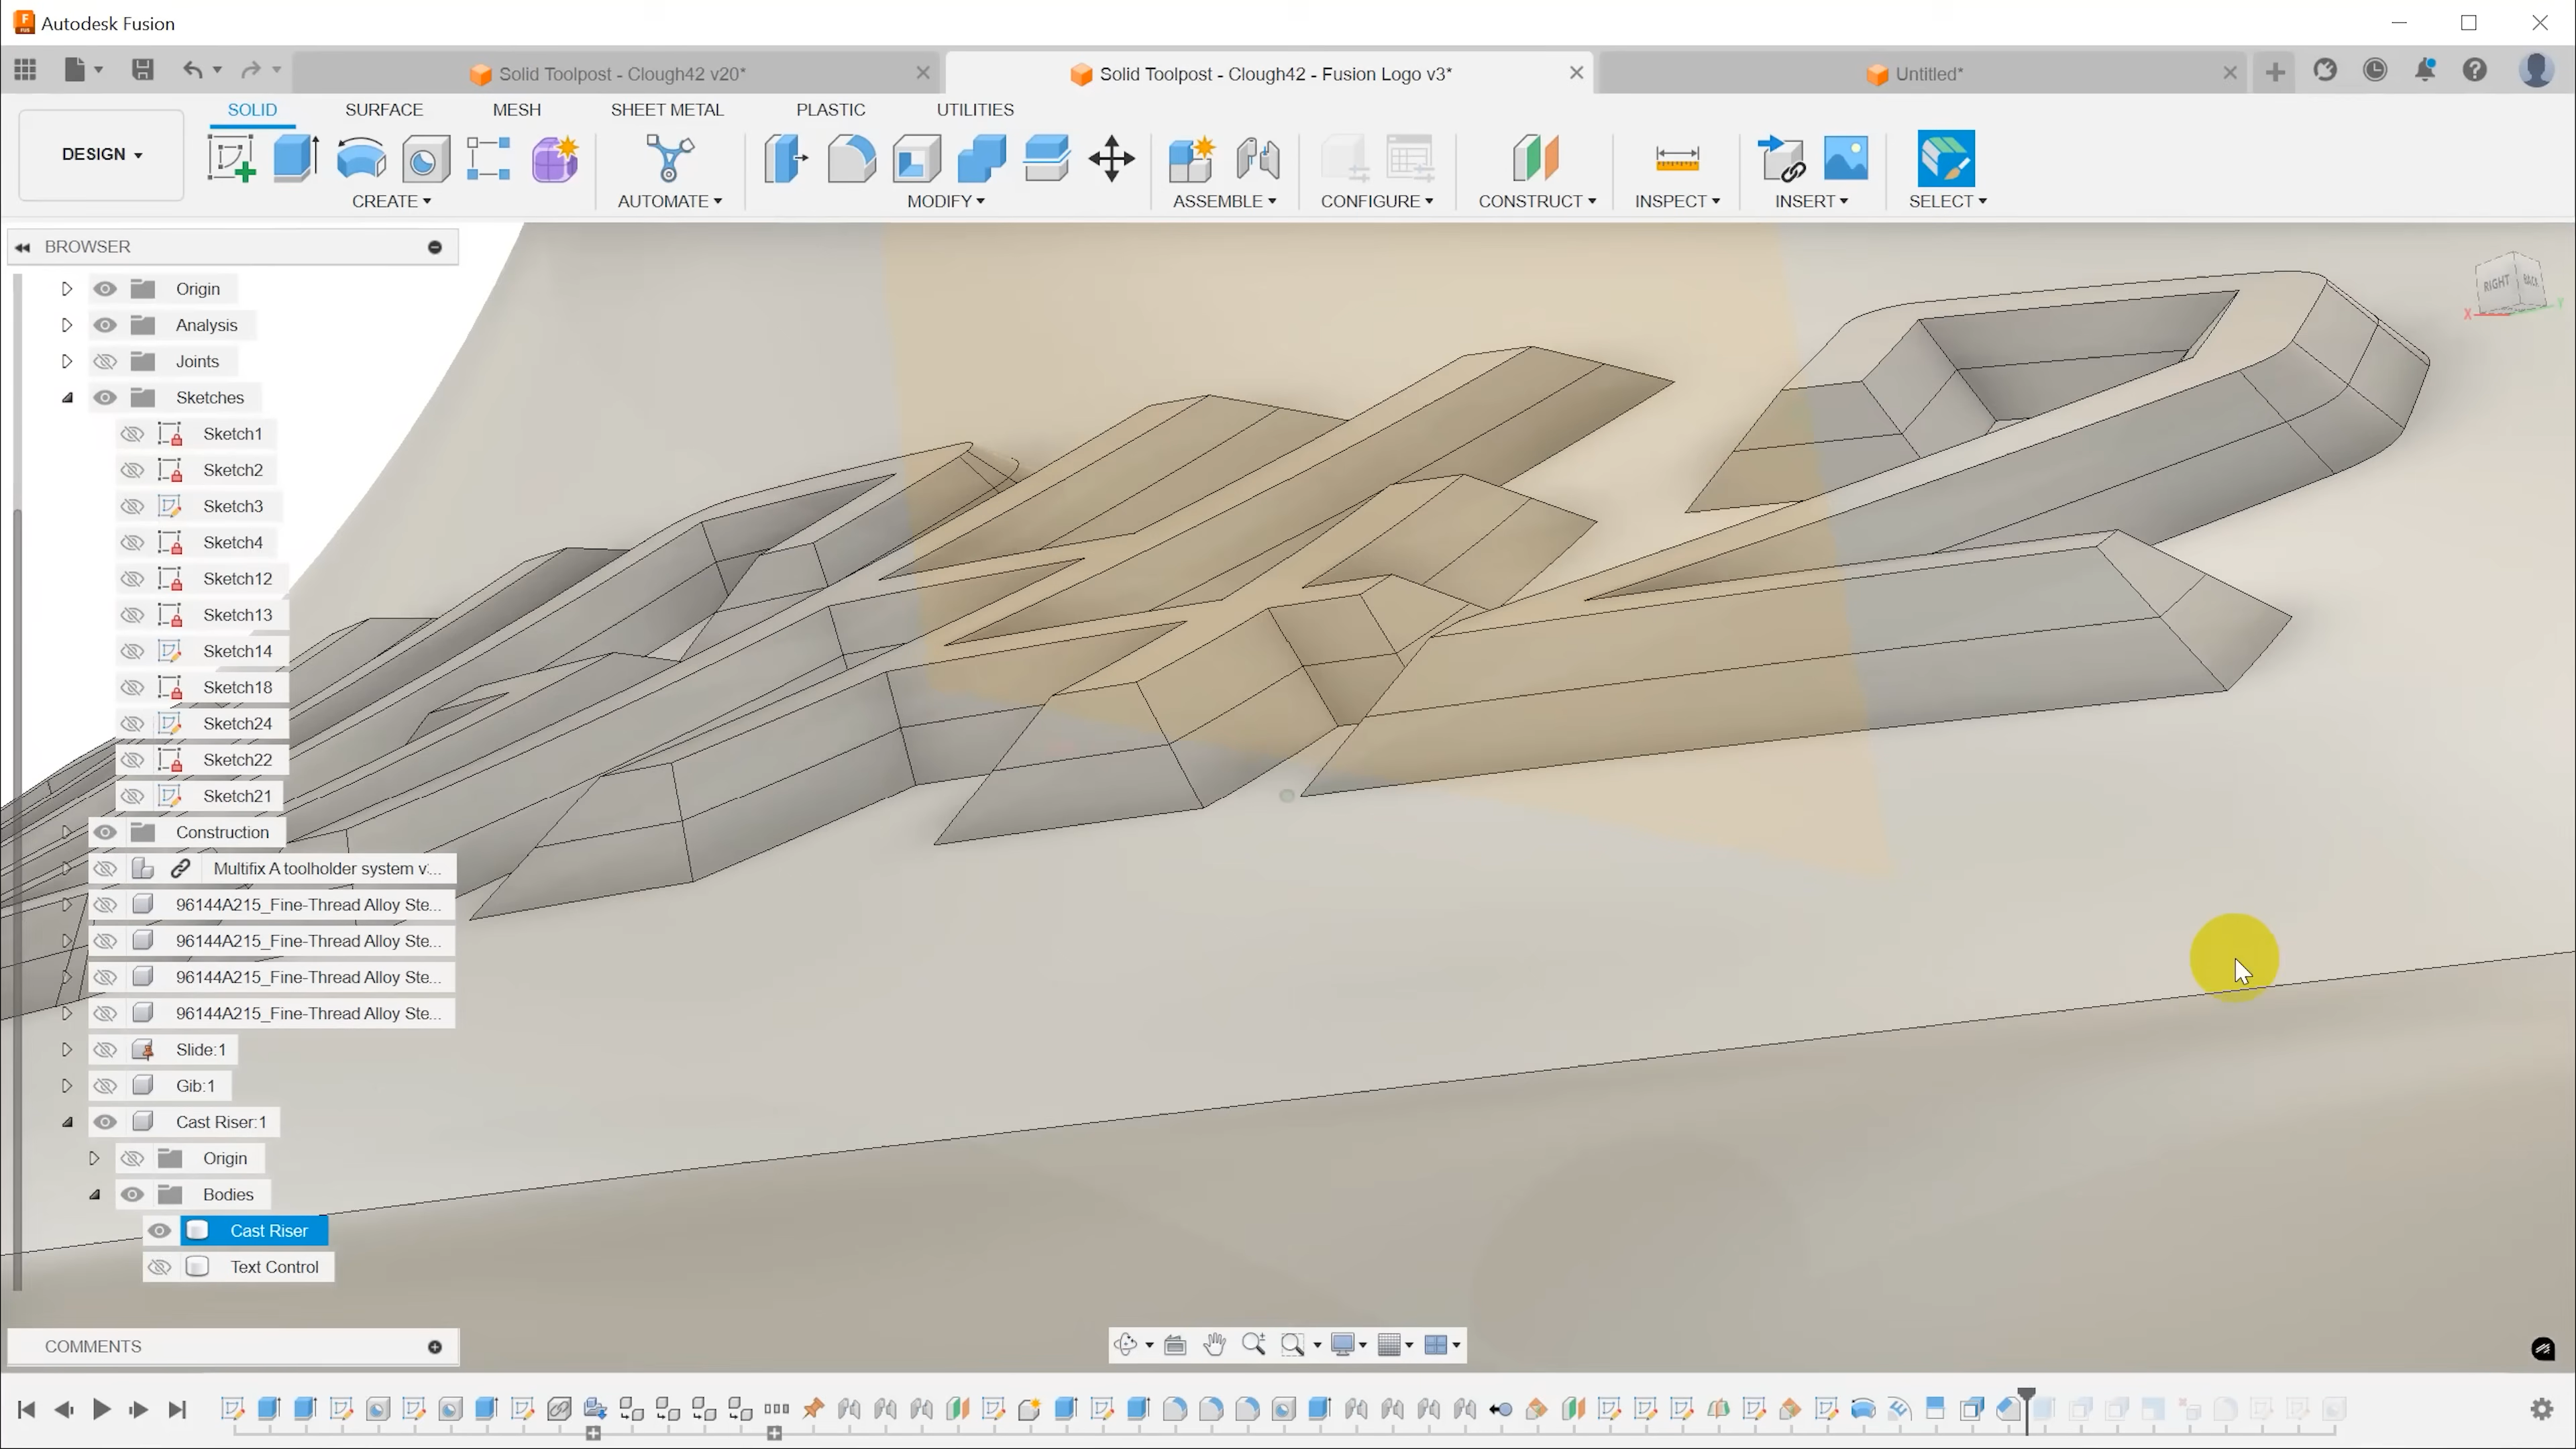 Autodesk Fusion
Solid Toolpost - Clough42 v20*
Solid Toolpost - Clough42 - Fusion Logo v3*
Untitled*
SOLID
SURFACE
MESH
SHEET METAL
PLASTIC
UTILITIES
DESIGN
CREATE
AUTOMATE
MODIFY
ASSEMBLE
CONFIGURE
CONSTRUCT
INSPECT
INSERT
SELECT
BROWSER
RIGHT
BACK
X
Y
Origin
Analysis
Joints
Sketches
Sketch1
Sketch2
Sketch3
Sketch4
Sketch12
Sketch13
Sketch14
Sketch18
Sketch24
Sketch22
Sketch21
Construction
Multifix A toolholder system v...
96144A215_Fine-Thread Alloy Ste...
96144A215_Fine-Thread Alloy Ste...
96144A215_Fine-Thread Alloy Ste...
96144A215_Fine-Thread Alloy Ste...
Slide:1
Gib:1
Cast Riser:1
Origin
Bodies
Cast Riser
Text Control
COMMENTS